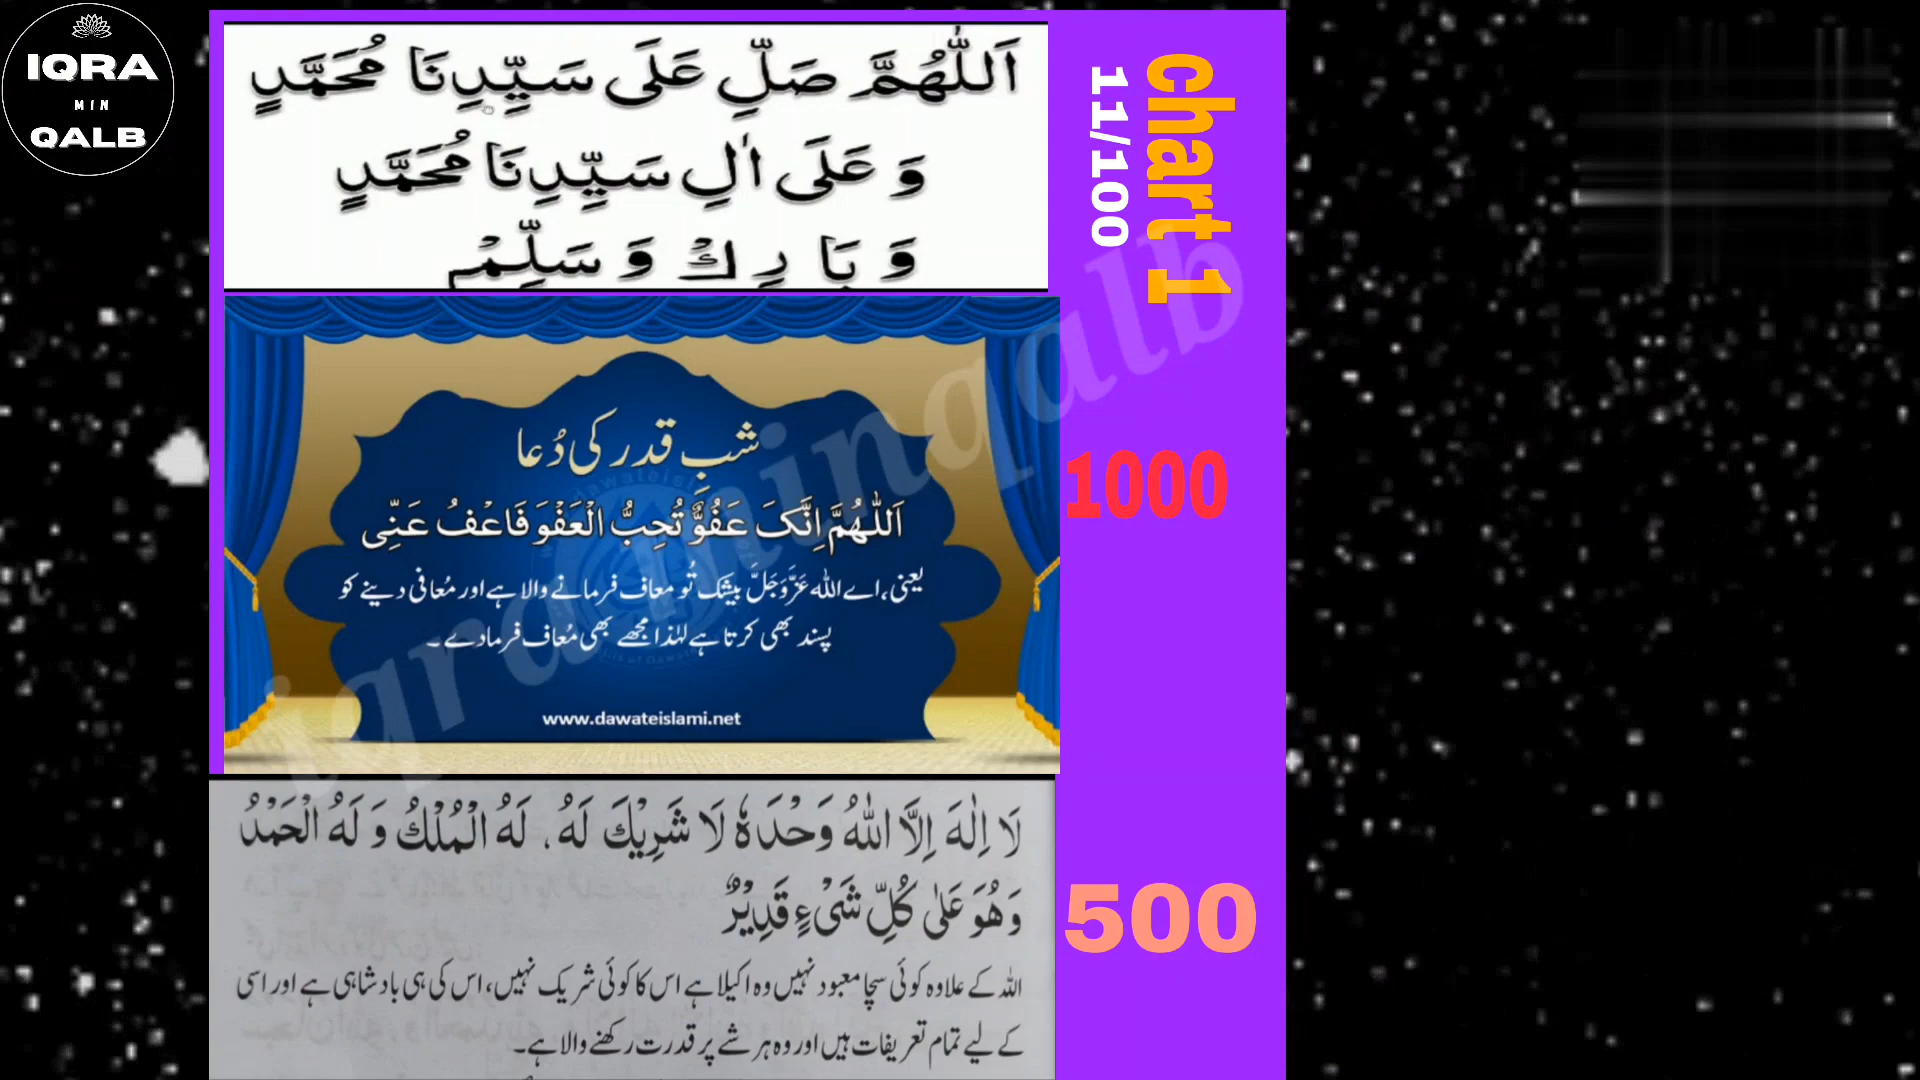 IQRA
MIN
QALB
اَللّٰهُمَّ صَلِّ عَلَى سَيِّدِنَا مُحَمَّدٍ
وَ عَلَى اٰلِ سَيِّدِنَا مُحَمَّدٍ
وَ بَارِكْ وَ سَلِّمْ
chart 1
11/100
شبِ قدر کی دُعا
اَللّٰهُمَّ اِنَّکَ عَفُوٌّ تُحِبُّ الْعَفْوَ فَاعْفُ عَنِّی
یعنی، اے اللہ عَزَّوَجَلَّ بیشک تُو معاف فرمانے والا ہے اور مُعافی دینے کو
پسند بھی کرتا ہے لہٰذا مجھے بھی مُعاف فرما دے۔
www.dawateislami.net
1000
لَا اِلٰهَ اِلَّا اللّٰهُ وَحْدَهٗ لَا شَرِيْكَ لَهُ، لَهُ الْمُلْكُ وَ لَهُ الْحَمْدُ
وَهُوَ عَلٰى كُلِّ شَىْءٍ قَدِيْرٌ
اللہ کے علاوہ کوئی سچا معبود نہیں وہ اکیلا ہے اس کا کوئی شریک نہیں، اس کی ہی بادشاہی ہے اور اسی
کے لیے تمام تعریفات ہیں اور وہ ہر شے پر قدرت رکھنے والا ہے۔
500
iqraaminqalb